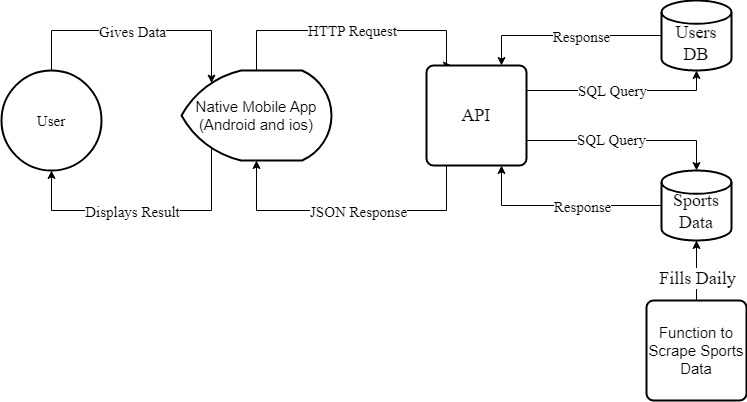 Gives Data
HTTP Request
Response
Users
DB
SQL Query
User
Native Mobile App
(Android and ios)
API
SQL Query
Displays Result
JSON Response
Response
Sports
Data
Fills Daily
Function to
Scrape Sports
Data